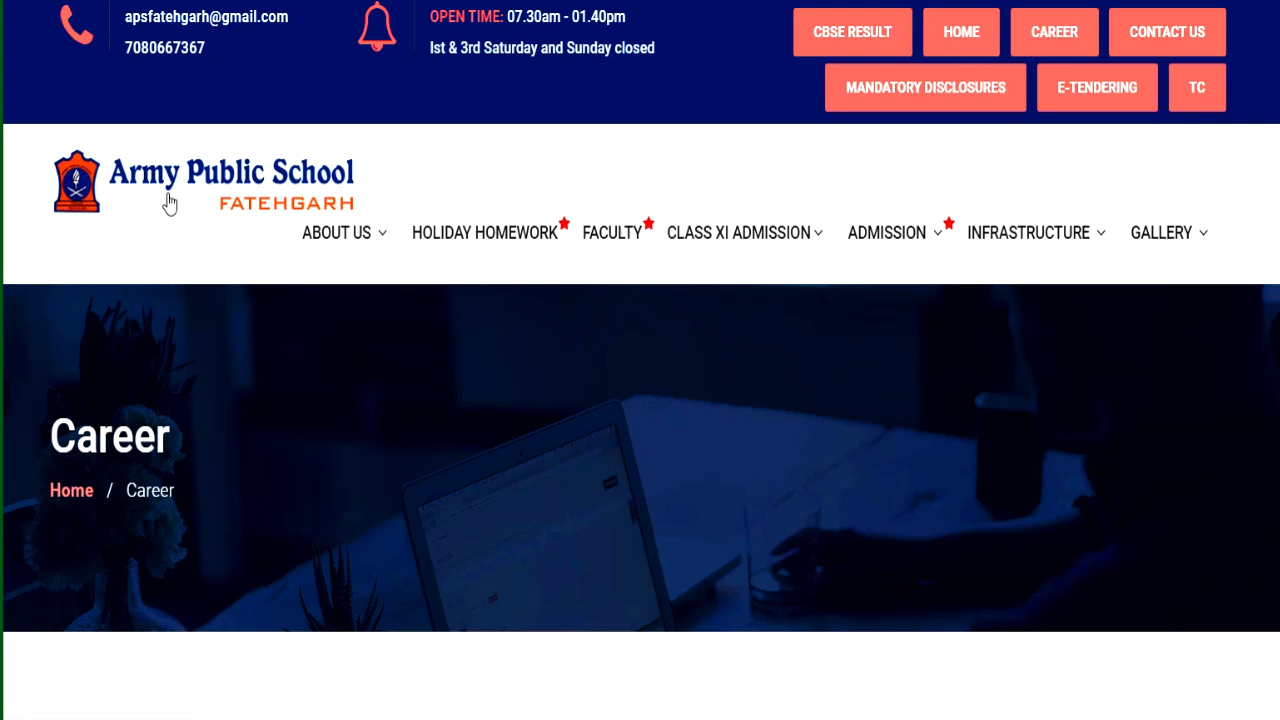 apsfatehgarh@gmail.com
7080667367
OPEN TIME: 07.30am - 01.40pm
Ist & 3rd Saturday and Sunday closed
CBSE RESULT
HOME
CAREER
CONTACT US
MANDATORY DISCLOSURES
E-TENDERING
TC
Army Public School
FATEHGARH
ABOUT US
HOLIDAY HOMEWORK
FACULTY
CLASS XI ADMISSION
ADMISSION
INFRASTRUCTURE
GALLERY
Career
Home / Career